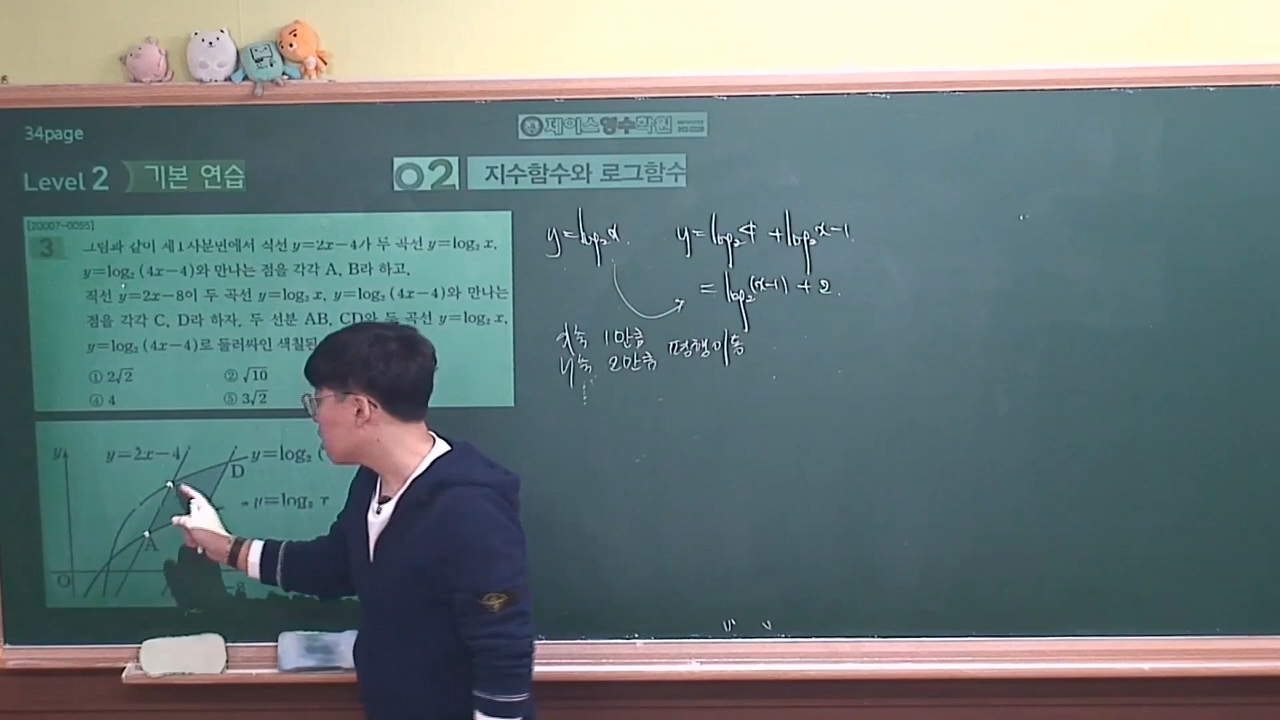 34page
제이스영수학원
Level 2 기본 연습
02 지수함수와 로그함수
[20007-0055]
3 그림과 같이 제1사분면에서 직선 y=2x-4가 두 곡선 y=log₂ x,
y=log₂ (4x-4)와 만나는 점을 각각 A, B라 하고,
직선 y=2x-8이 두 곡선 y=log₂ x, y=log₂ (4x-4)와 만나는
점을 각각 C, D라 하자. 두 선분 AB, CD와 두 곡선 y=log₂ x,
y=log₂ (4x-4)로 둘러싸인 색칠된
① 2√2 ② √10
④ 4 ⑤ 3√2
y y=2x-4 y=log₂ (
D
y=log₂ x
A
O -8
y=log₂x y=log₂4+log₂x-1
=log₂(x-1)+2
x축 1만큼
y축 2만큼 평행이동